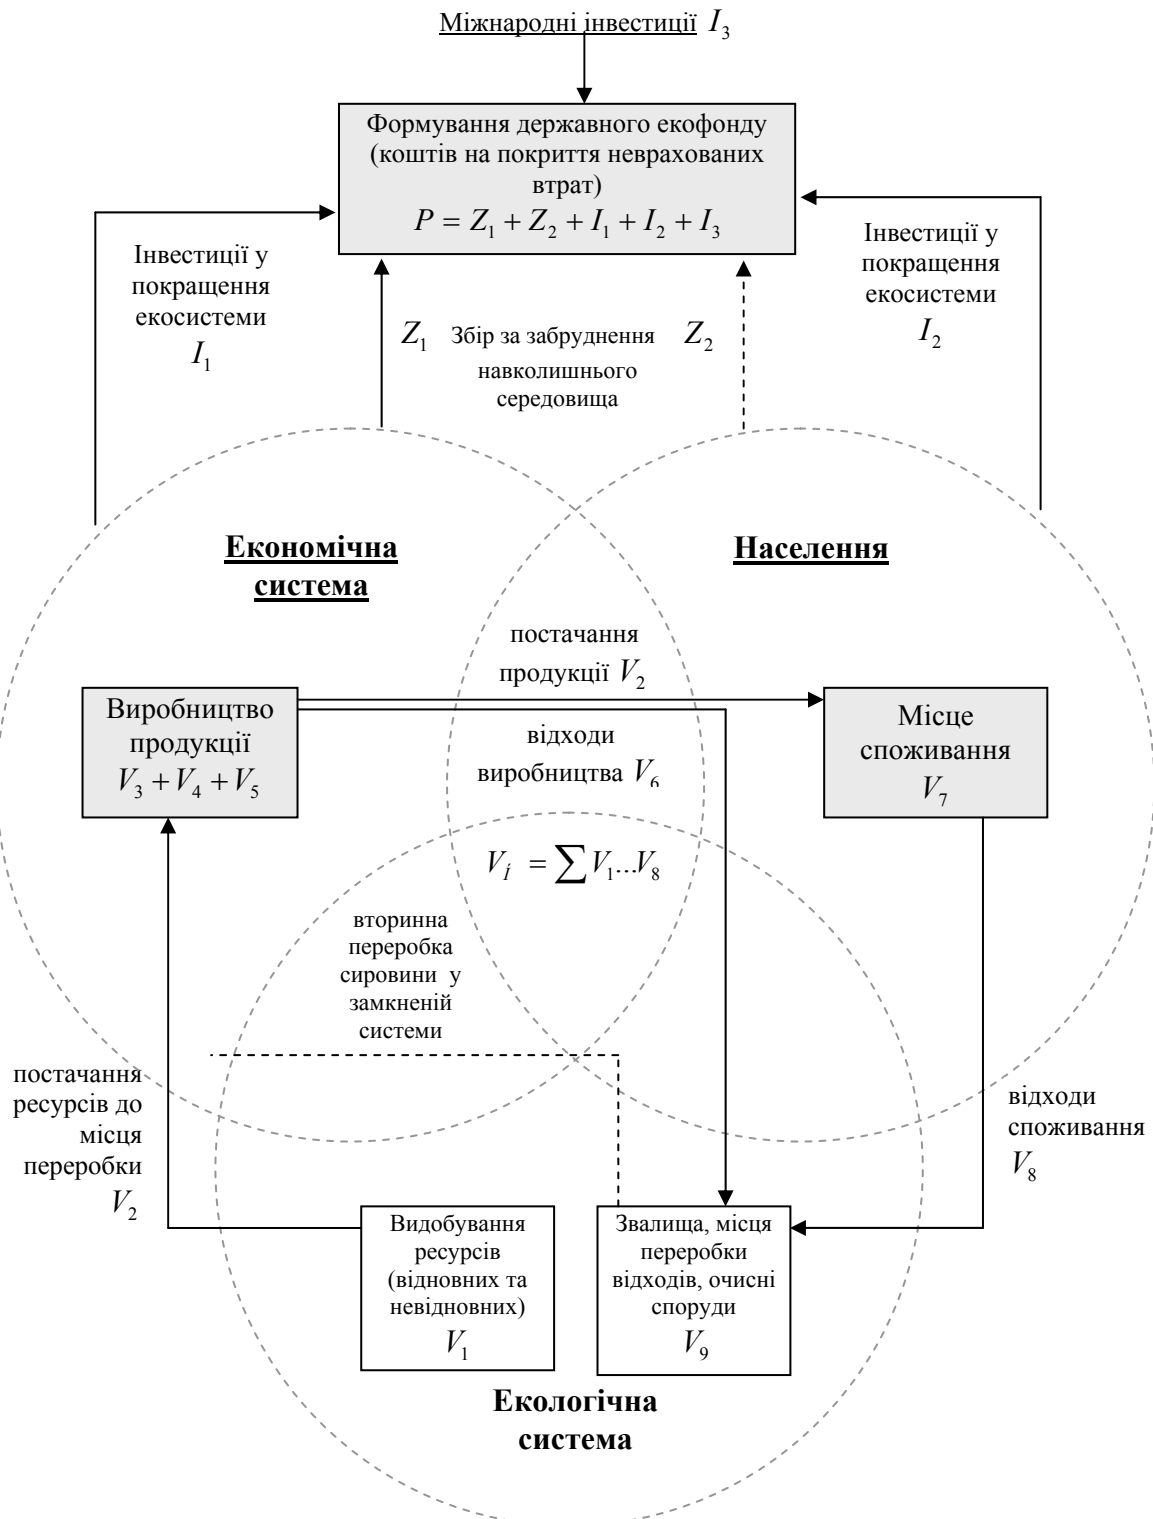 Міжнародні інвестиції I₃
Формування державного екофонду
(коштів на покриття неврахованих
втрат)
P = Z₁ + Z₂ + I₁ + I₂ + I₃
Інвестиції у
покращення
екосистеми
I₁
Z₁ Збір за забруднення Z₂
навколишнього
середовища
Інвестиції у
покращення
екосистеми
I₂
Економічна
система
Населення
постачання
продукції V₂
Виробництво
продукції
V₃ + V₄ + V₅
відходи
виробництва V₆
Місце
споживання
V₇
V_Í = ∑ V₁...V₈
вторинна
переробка
сировини у
замкненій
системи
постачання
ресурсів до
місця
переробки
V₂
відходи
споживання
V₈
Видобування
ресурсів
(відновних та
невідновних)
V₁
Звалища, місця
переробки
відходів, очисні
споруди
V₉
Екологічна
система